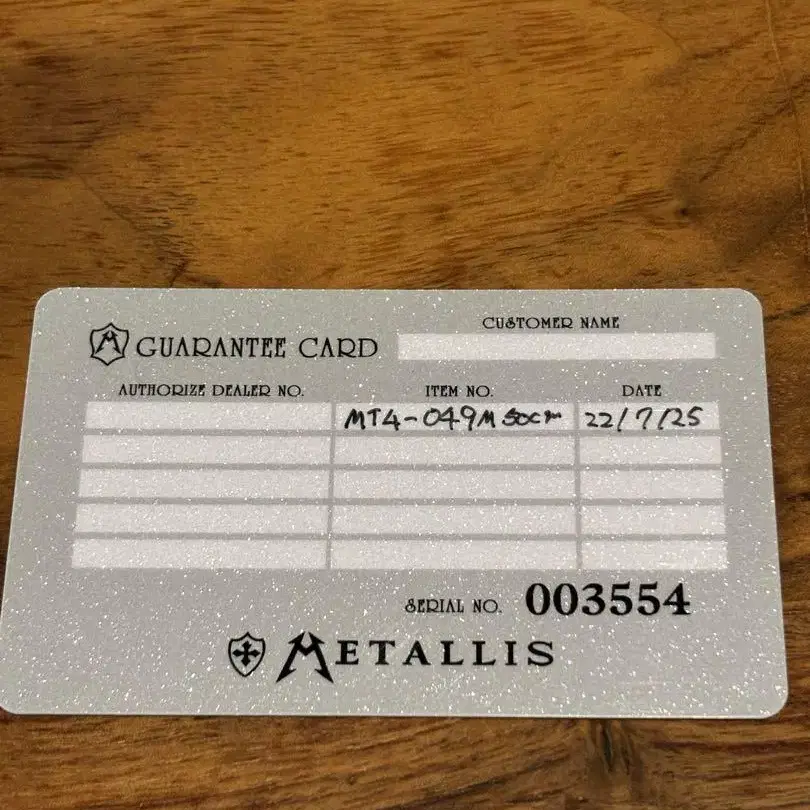 CUSTOMER NAME
GUARANTEE CARD
AUTHORIZE DEALER NO. ITEM NO. DATE
MT4-049M 50cm 22/7/25
SERIAL NO. 003554
METALLIS